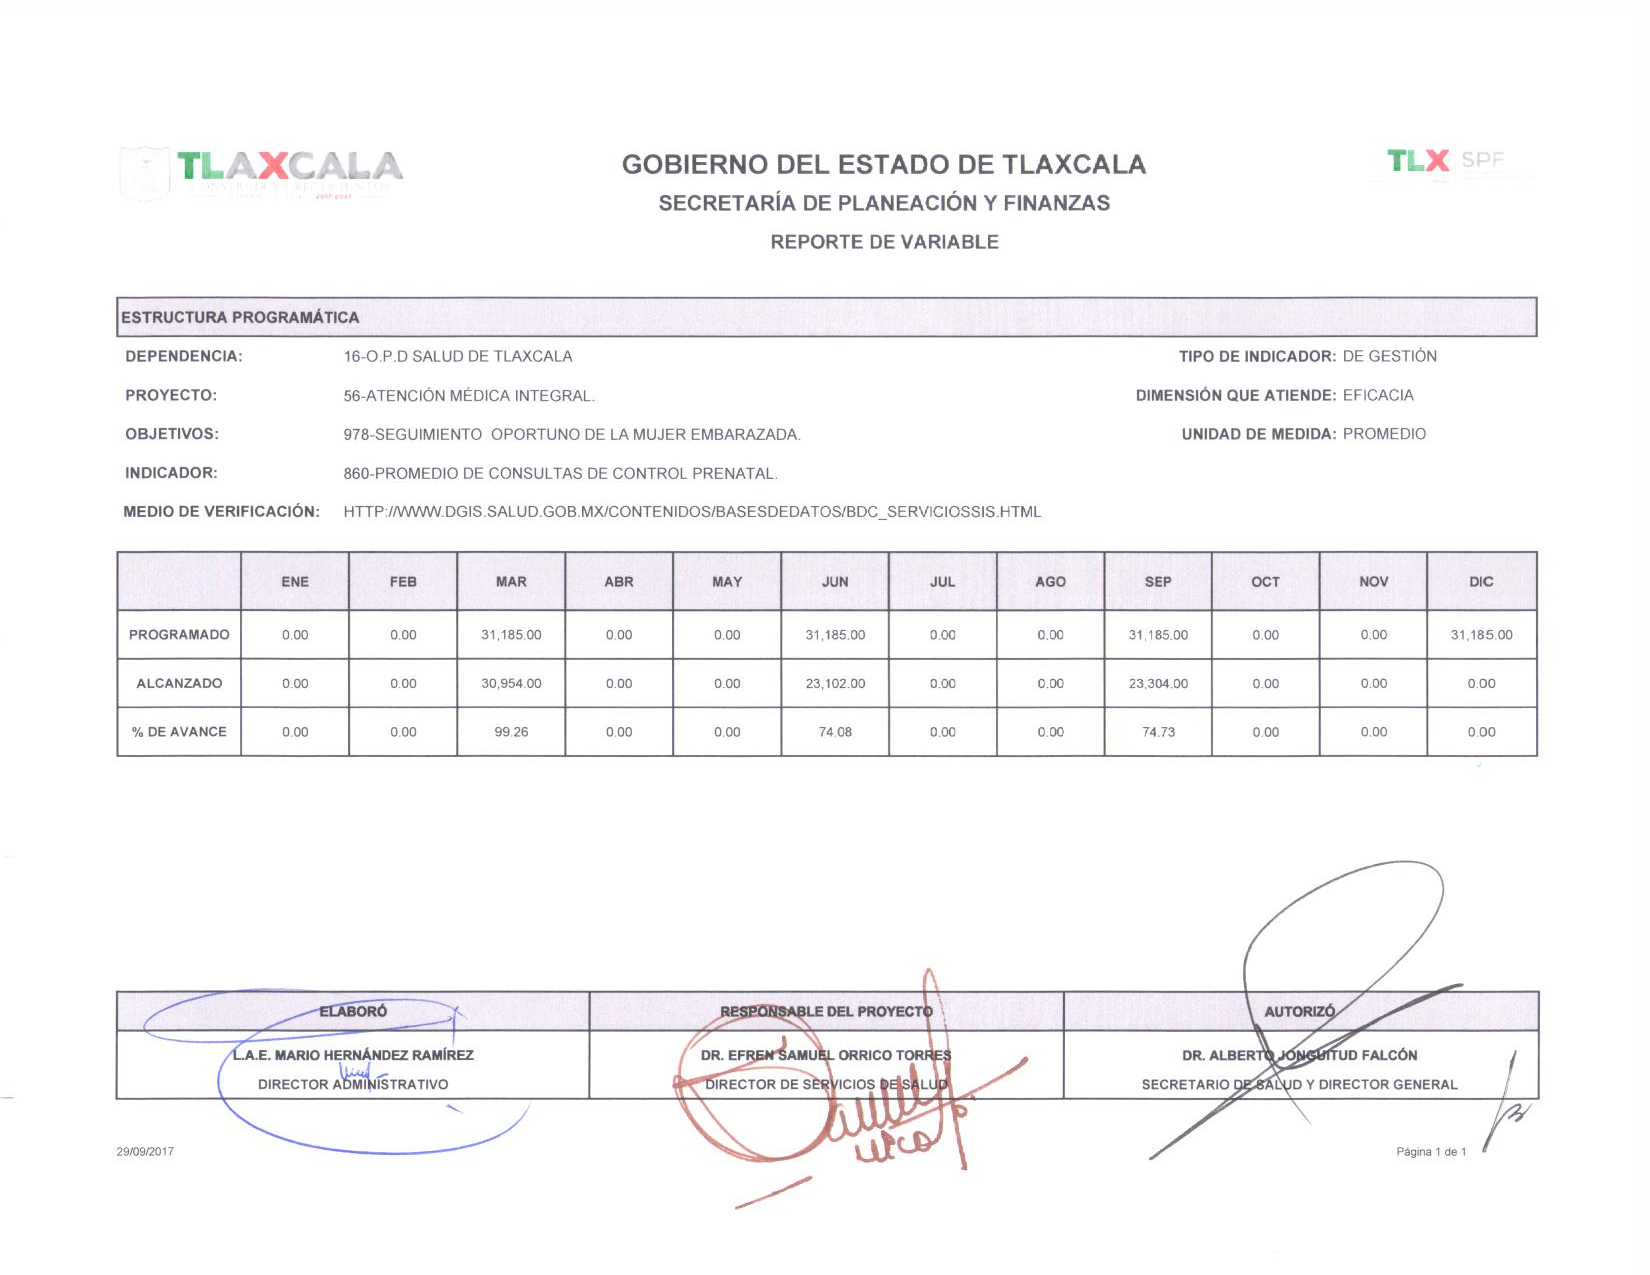 TLAXCALA
CONSTRUIR Y CRECER JUNTOS
GOBIERNO DEL ESTADO DE TLAXCALA
TLX SPF
SECRETARÍA DE PLANEACIÓN Y FINANZAS
REPORTE DE VARIABLE
ESTRUCTURA PROGRAMÁTICA
DEPENDENCIA: 16-O.P.D SALUD DE TLAXCALA TIPO DE INDICADOR: DE GESTIÓN
PROYECTO: 56-ATENCIÓN MÉDICA INTEGRAL. DIMENSIÓN QUE ATIENDE: EFICACIA
OBJETIVOS: 978-SEGUIMIENTO OPORTUNO DE LA MUJER EMBARAZADA. UNIDAD DE MEDIDA: PROMEDIO
INDICADOR: 860-PROMEDIO DE CONSULTAS DE CONTROL PRENATAL.
MEDIO DE VERIFICACIÓN: HTTP://WWW.DGIS.SALUD.GOB.MX/CONTENIDOS/BASESDEDATOS/BDC_SERVICIOSSIS.HTML
ENE FEB MAR ABR MAY JUN JUL AGO SEP OCT NOV DIC
PROGRAMADO 0.00 0.00 31,185.00 0.00 0.00 31,185.00 0.00 0.00 31,185.00 0.00 0.00 31,185.00
ALCANZADO 0.00 0.00 30,954.00 0.00 0.00 23,102.00 0.00 0.00 23,304.00 0.00 0.00 0.00
% DE AVANCE 0.00 0.00 99.26 0.00 0.00 74.08 0.00 0.00 74.73 0.00 0.00 0.00
ELABORÓ RESPONSABLE DEL PROYECTO AUTORIZÓ
L.A.E. MARIO HERNÁNDEZ RAMÍREZ DR. EFREN SAMUEL ORRICO TORRES DR. ALBERTO JONGUITUD FALCÓN
DIRECTOR ADMINISTRATIVO DIRECTOR DE SERVICIOS DE SALUD SECRETARIO DE SALUD Y DIRECTOR GENERAL
29/09/2017 Página 1 de 1